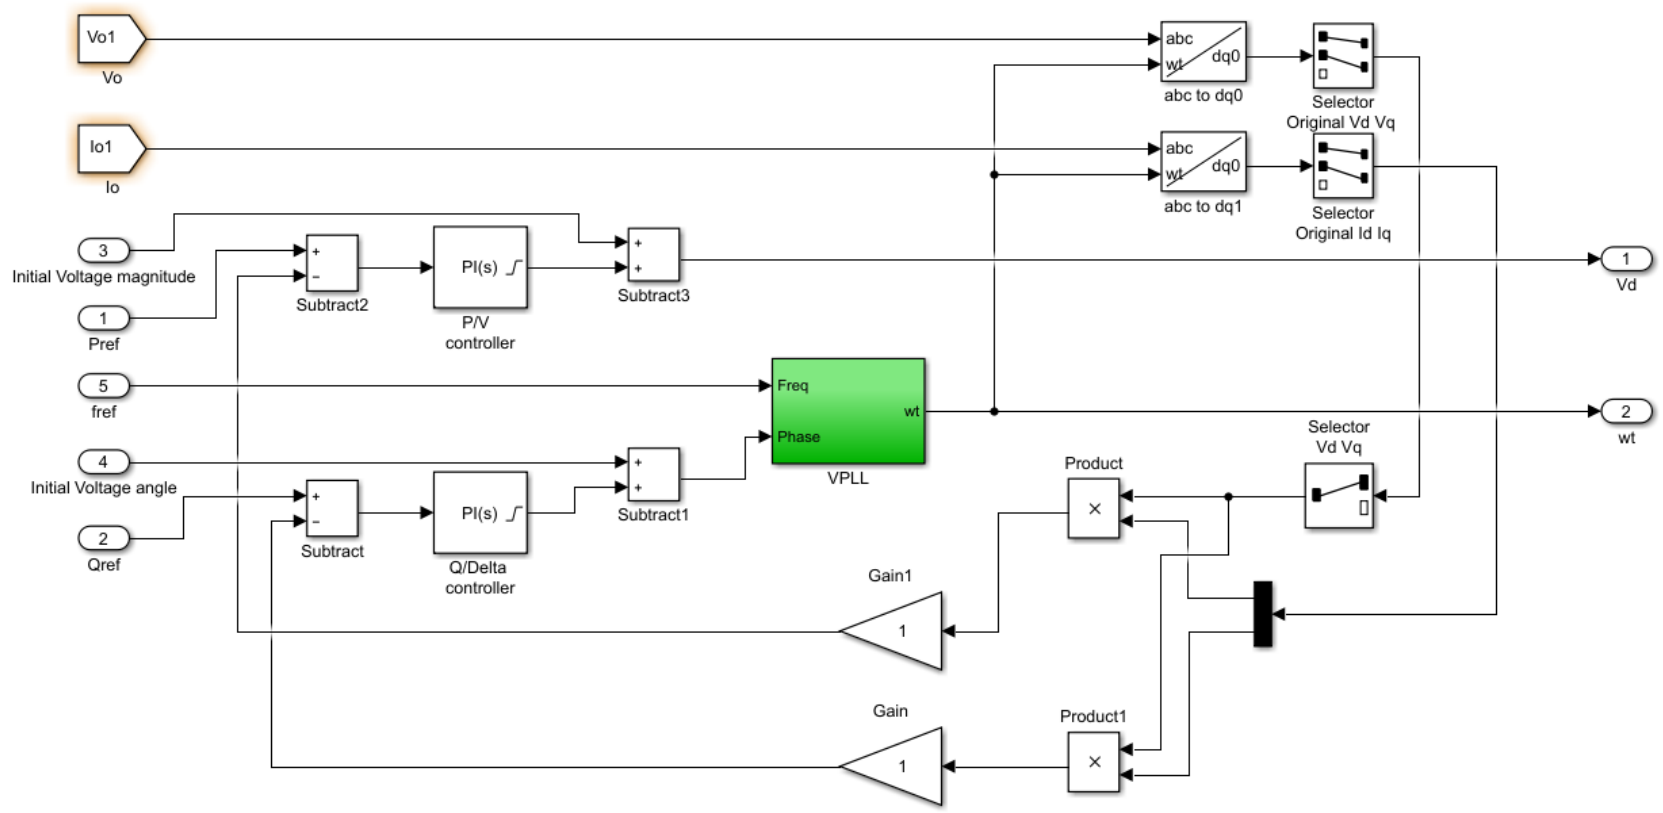 Vo1
Vo
abc
wt
dq0
abc to dq0
Selector
Original Vd Vq
Io1
Io
abc
wt
dq0
abc to dq1
Selector
Original Id Iq
3
Initial Voltage magnitude
+
−
Subtract2
PI(s)
P/V
controller
+
+
Subtract3
1
Vd
1
Pref
5
fref
Freq
Phase
wt
VPLL
2
wt
4
Initial Voltage angle
+
−
Subtract
PI(s)
Q/Delta
controller
+
+
Subtract1
2
Qref
Selector
Vd Vq
Product
×
Gain1
1
Gain
1
Product1
×